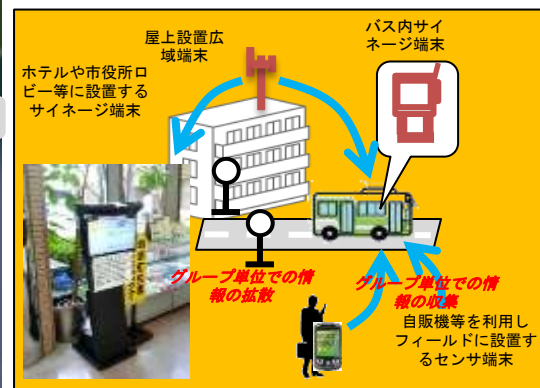 屋上設置広
域端末
バス内サイ
ネージ端末
ホテルや市役所ロ
ビー等に設置する
サイネージ端末
グループ単位での情
報の拡散
グループ単位での情
報の収集
自販機等を利用し
フィールドに設置す
るセンサ端末